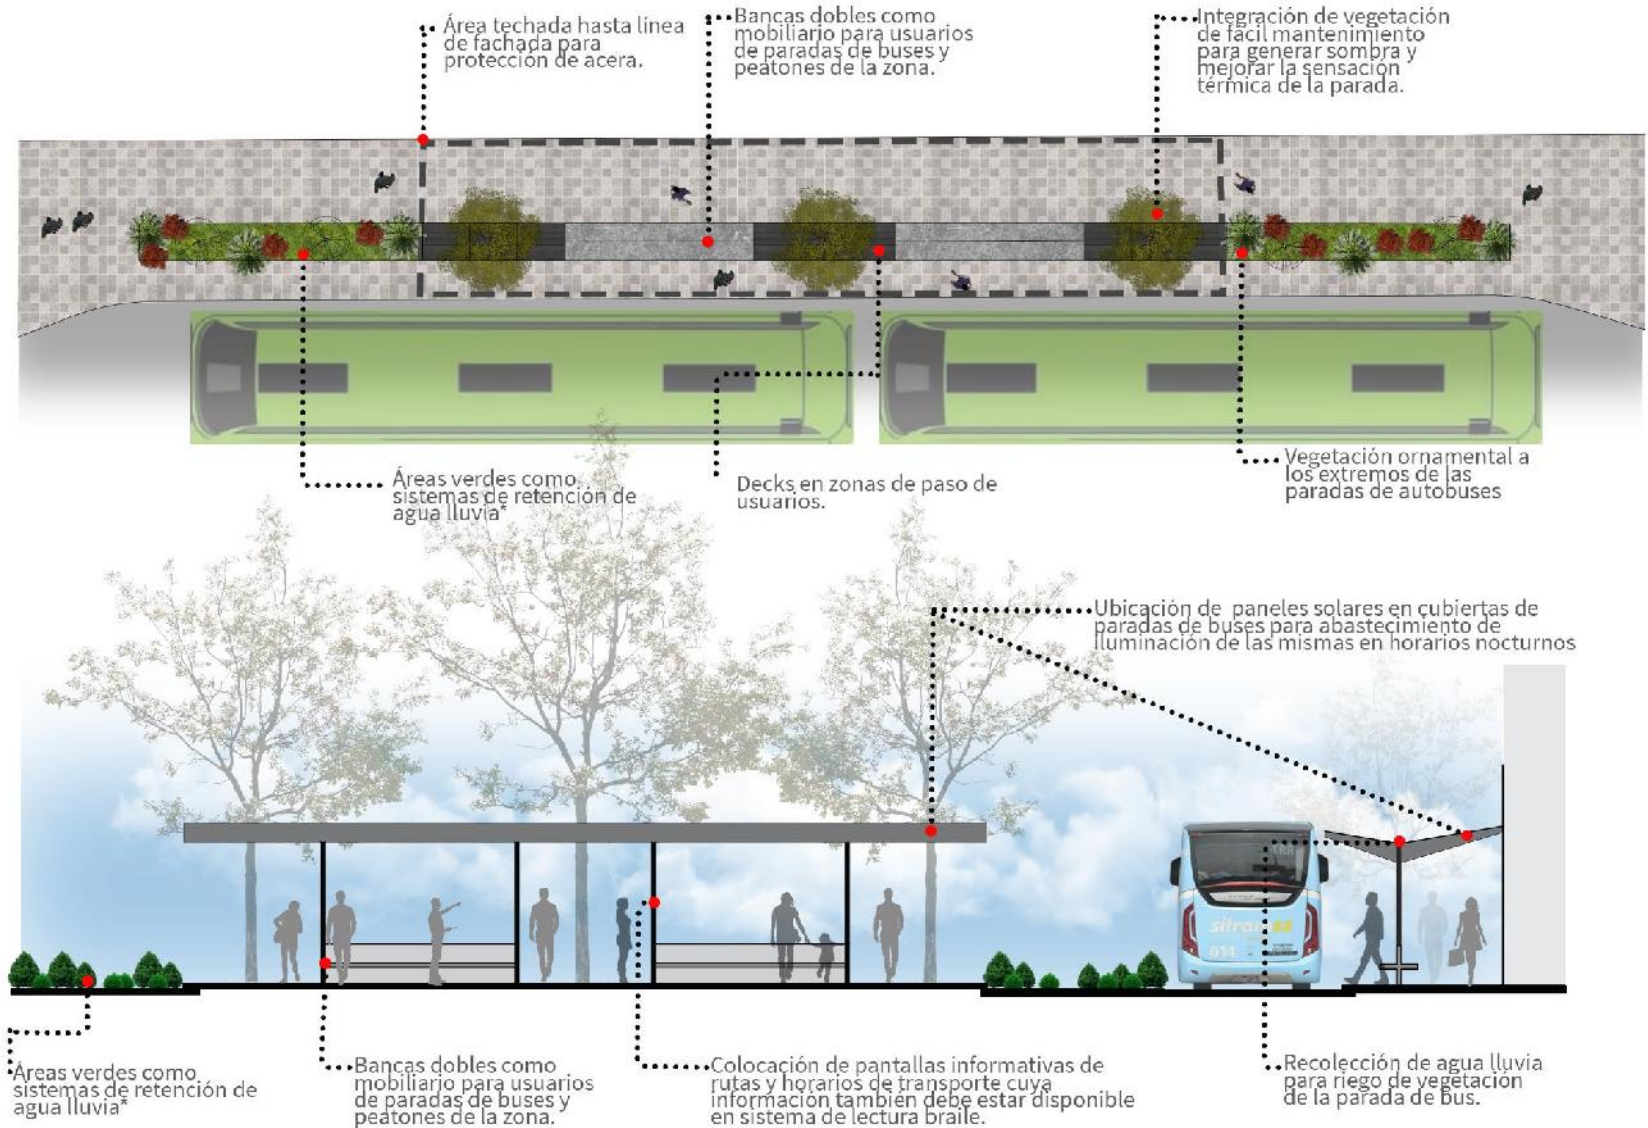 Área techada hasta línea
de fachada para
protección de acera.
Bancas dobles como
mobiliario para usuarios
de paradas de buses y
peatones de la zona.
Integración de vegetación
de fácil mantenimiento
para generar sombra y
mejorar la sensación
térmica de la parada.
Áreas verdes como
sistemas de retención de
agua lluvia*
Decks en zonas de paso de
usuarios.
Vegetación ornamental a
los extremos de las
paradas de autobuses
Ubicación de paneles solares en cubiertas de
paradas de buses para abastecimiento de
iluminación de las mismas en horarios nocturnos
sitramss
014
Áreas verdes como
sistemas de retención de
agua lluvia*
Bancas dobles como
mobiliario para usuarios
de paradas de buses y
peatones de la zona.
Colocación de pantallas informativas de
rutas y horarios de transporte cuya
información también debe estar disponible
en sistema de lectura braile.
Recolección de agua lluvia
para riego de vegetación
de la parada de bus.